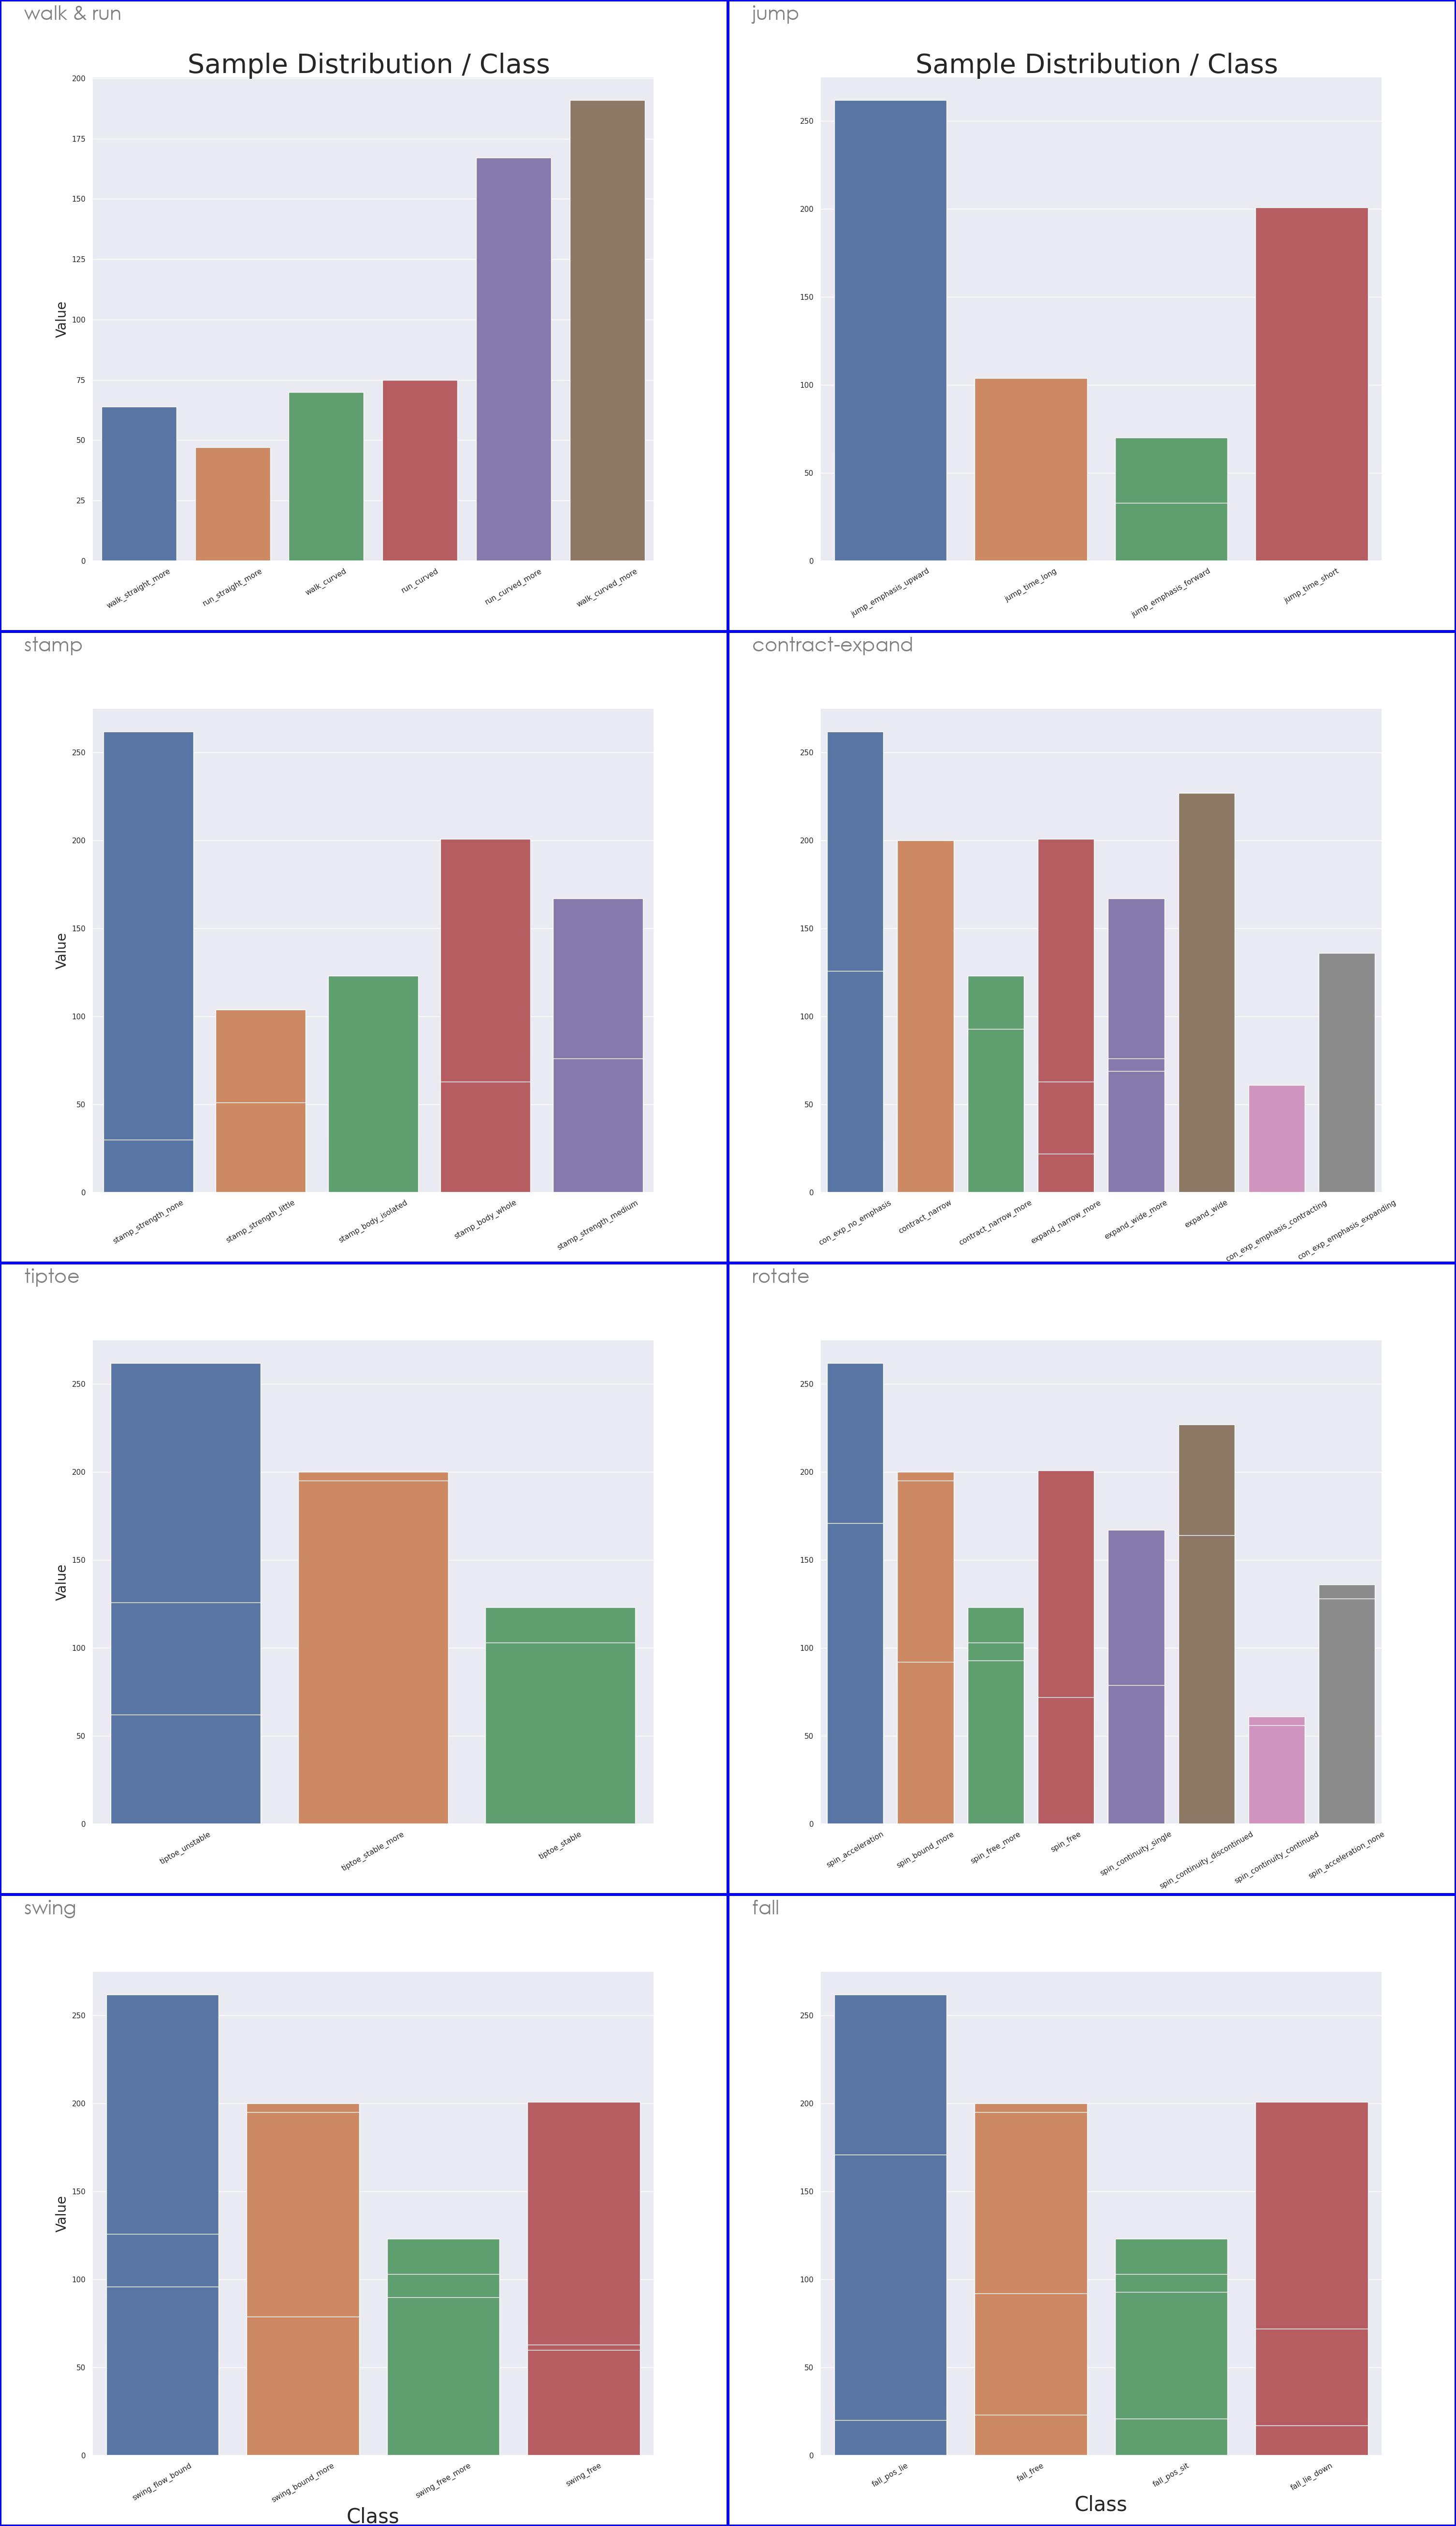 walk & run
Sample Distribution / Class
200
175
150
125
100
75
50
25
0
Value
walk_straight_more
run_straight_more
walk_curved
run_curved
run_curved_more
walk_curved_more
jump
Sample Distribution / Class
250
200
150
100
50
0
jump_emphasis_upward
jump_time_long
jump_emphasis_forward
jump_time_short
stamp
250
200
150
100
50
0
Value
stamp_strength_none
stamp_strength_little
stamp_body_isolated
stamp_body_whole
stamp_strength_medium
contract-expand
250
200
150
100
50
0
con_exp_no_emphasis
contract_narrow
contract_narrow_more
expand_narrow_more
expand_wide_more
expand_wide
con_exp_emphasis_contracting
con_exp_emphasis_expanding
tiptoe
250
200
150
100
50
0
Value
tiptoe_unstable
tiptoe_stable_more
tiptoe_stable
rotate
250
200
150
100
50
0
spin_acceleration
spin_bound_more
spin_free_more
spin_free
spin_continuity_single
spin_continuity_discontinued
spin_continuity_continued
spin_acceleration_none
swing
250
200
150
100
50
0
Value
swing_flow_bound
swing_bound_more
swing_free_more
swing_free
Class
fall
250
200
150
100
50
0
fall_pos_lie
fall_free
fall_pos_sit
fall_lie_down
Class